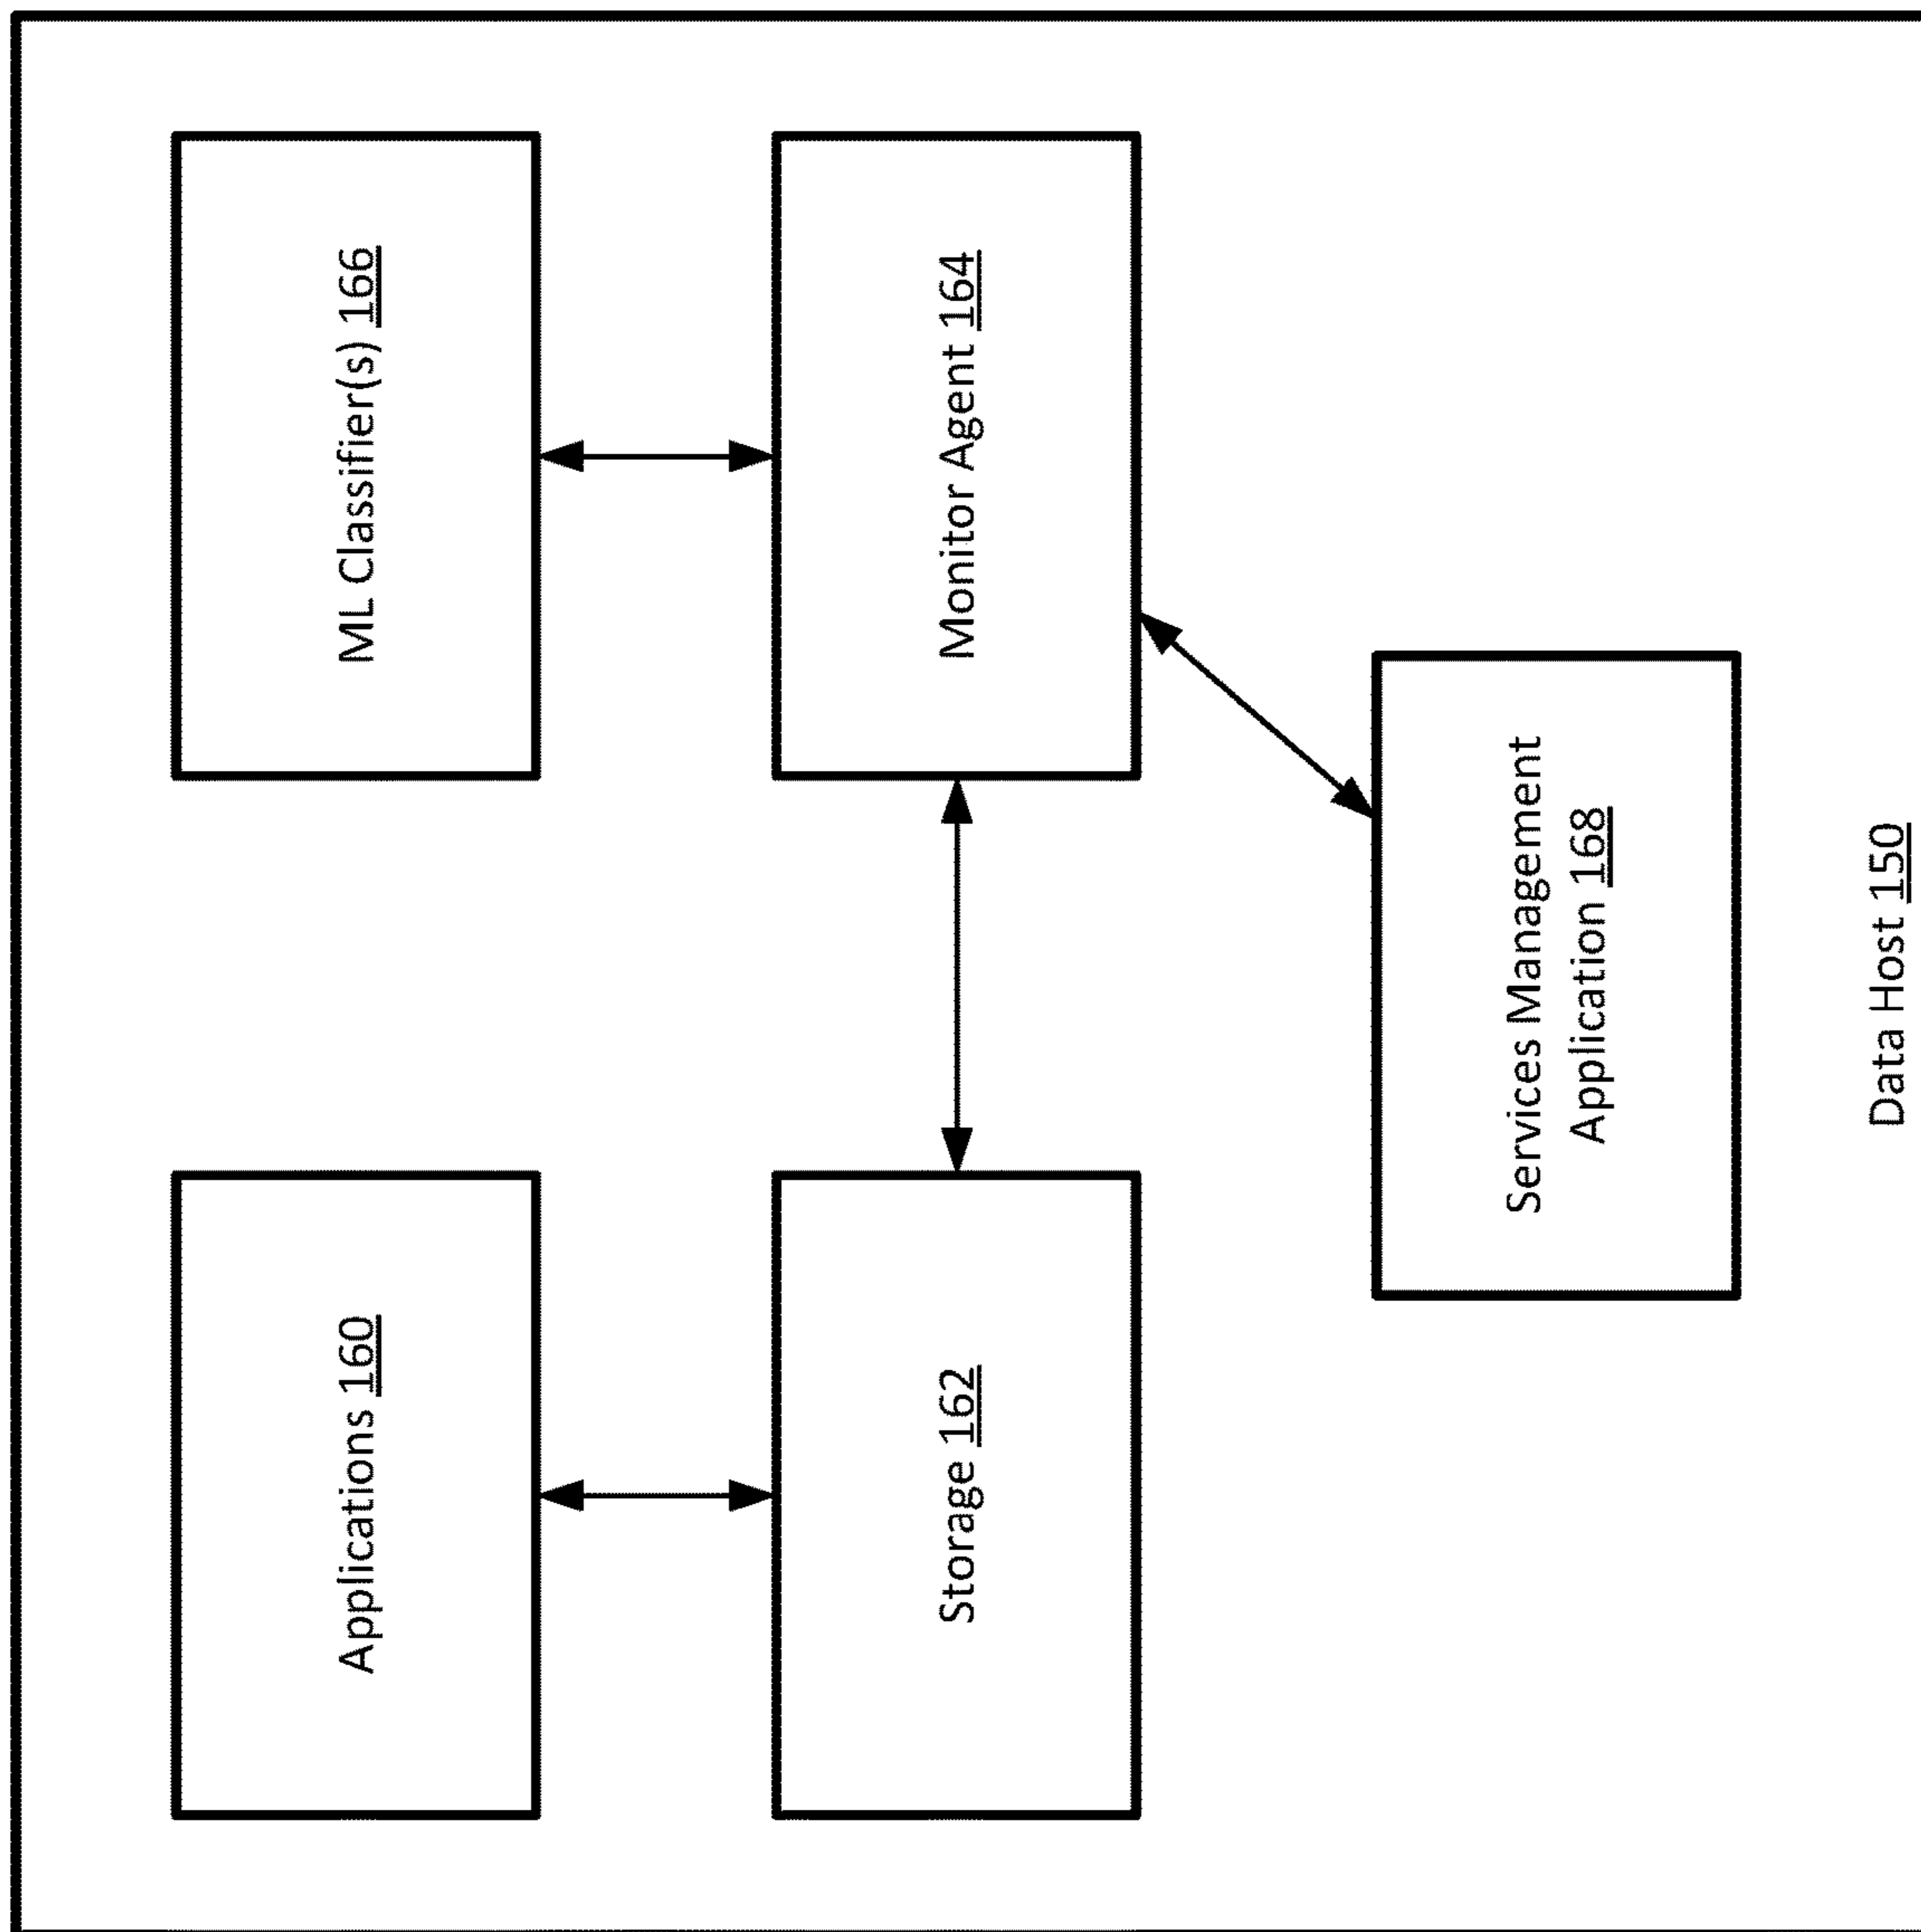 Applications 160
ML Classifier(s) 166
Storage 162
Monitor Agent 164
Services Management
Application 168
Data Host 150